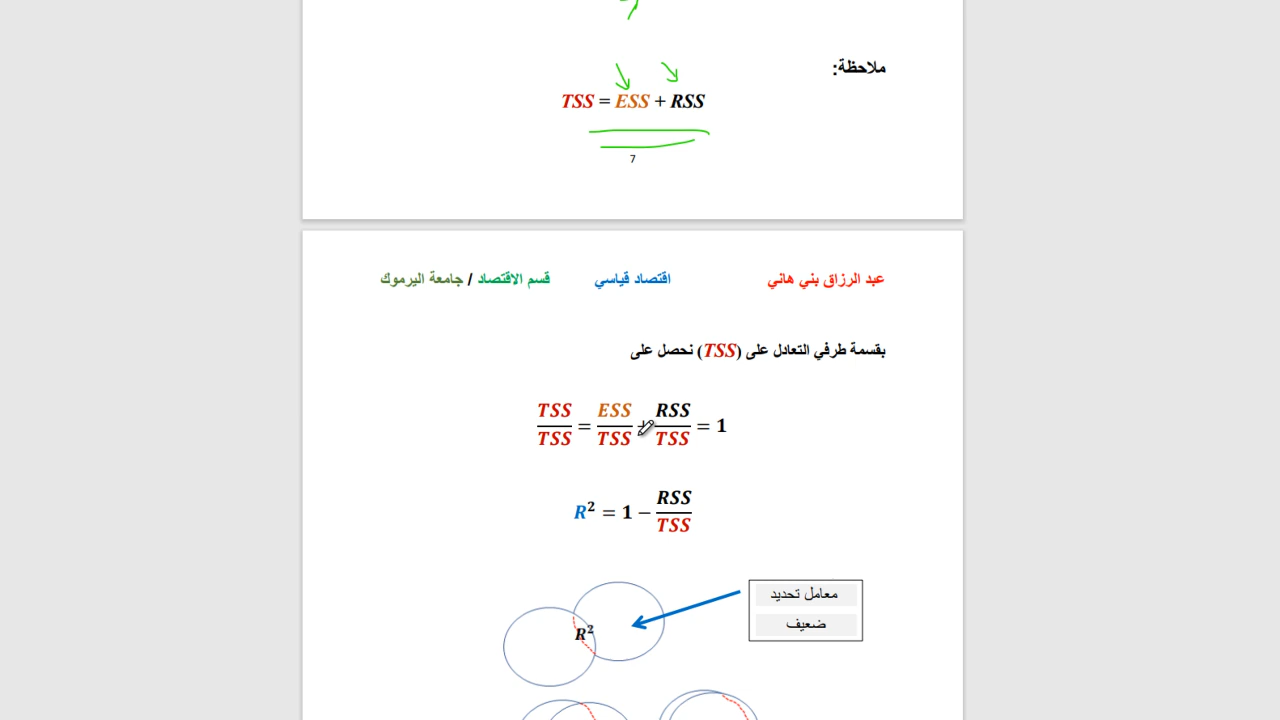 ملاحظة:
TSS = ESS + RSS
7
عبد الرزاق بني هاني اقتصاد قياسي قسم الاقتصاد / جامعة اليرموك
بقسمة طرفي التعادل على (TSS) نحصل على
TSS/TSS = ESS/TSS + RSS/TSS = 1
R² = 1 − RSS/TSS
معامل تحديد
ضعيف
R²